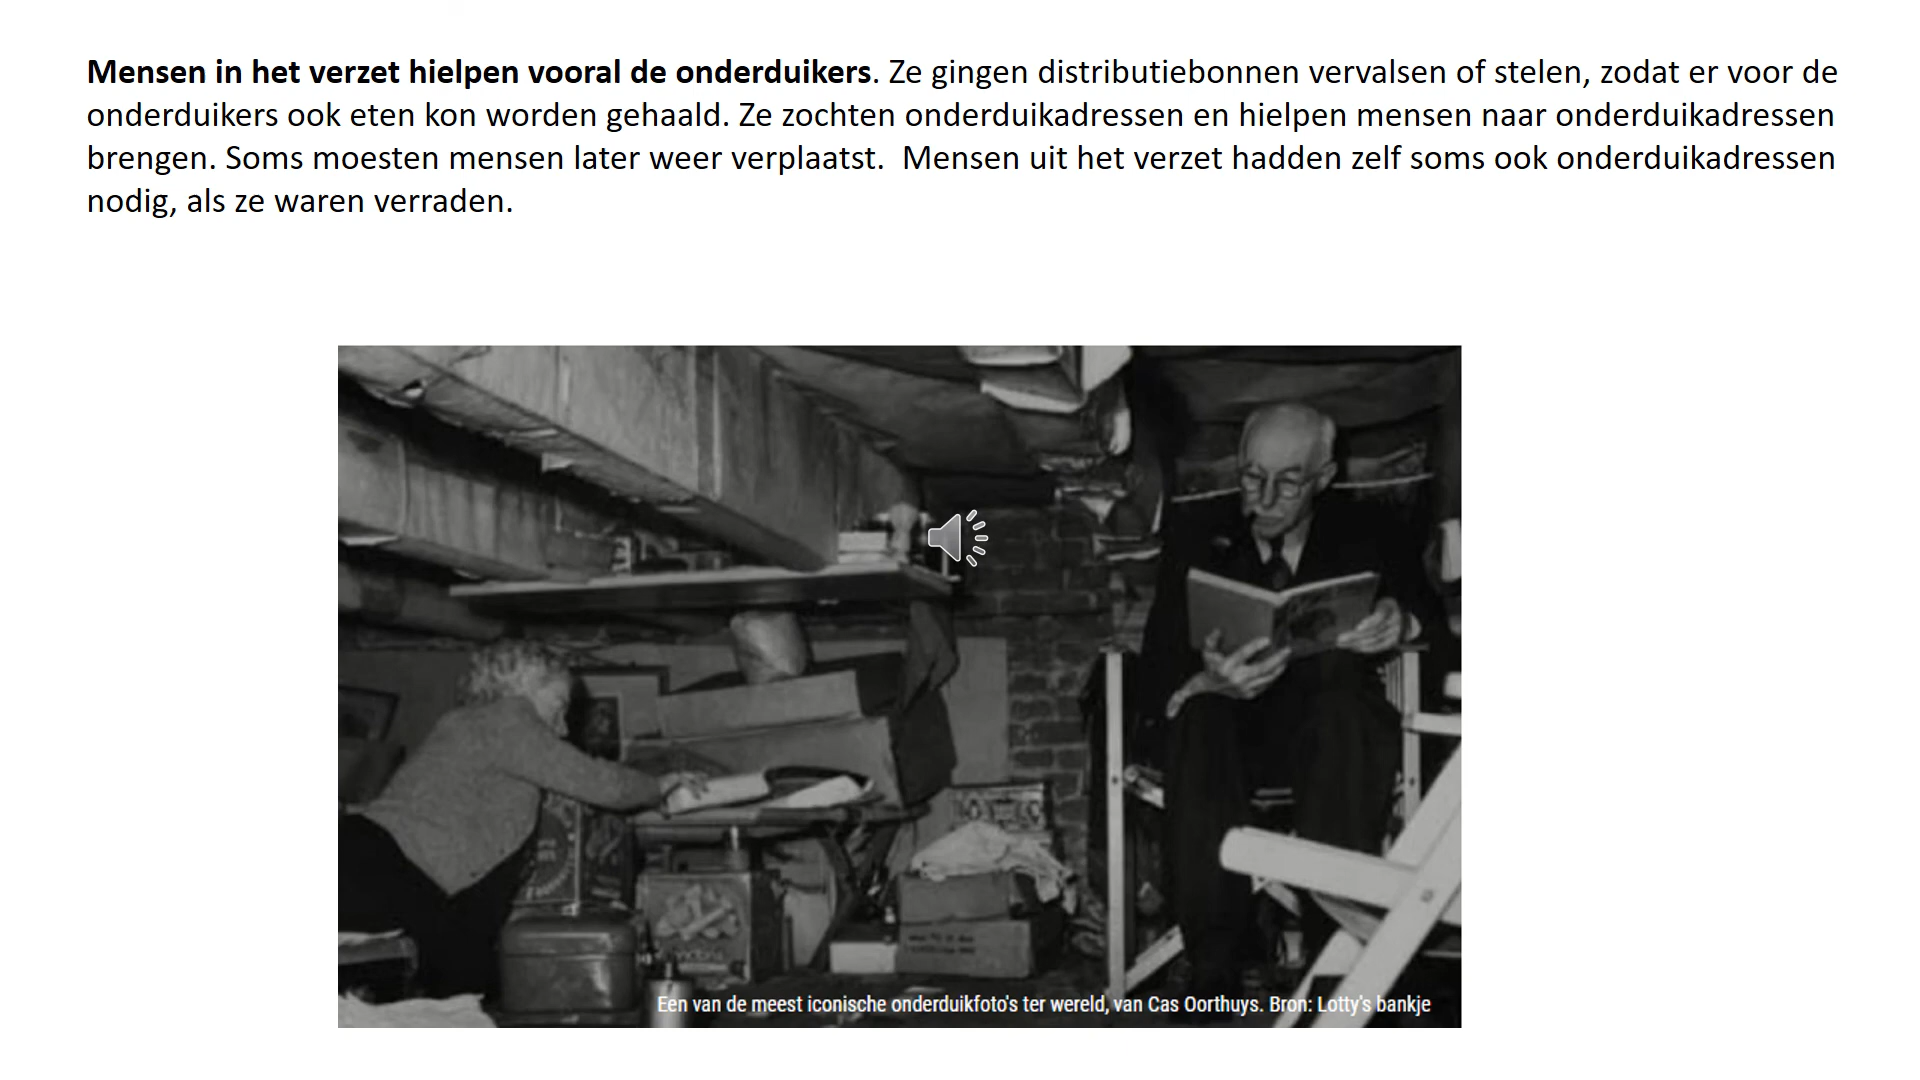 Mensen in het verzet hielpen vooral de onderduikers. Ze gingen distributiebonnen vervalsen of stelen, zodat er voor de
onderduikers ook eten kon worden gehaald. Ze zochten onderduikadressen en hielpen mensen naar onderduikadressen
brengen. Soms moesten mensen later weer verplaatst.  Mensen uit het verzet hadden zelf soms ook onderduikadressen
nodig, als ze waren verraden.
Een van de meest iconische onderduikfoto's ter wereld, van Cas Oorthuys. Bron: Lotty's bankje